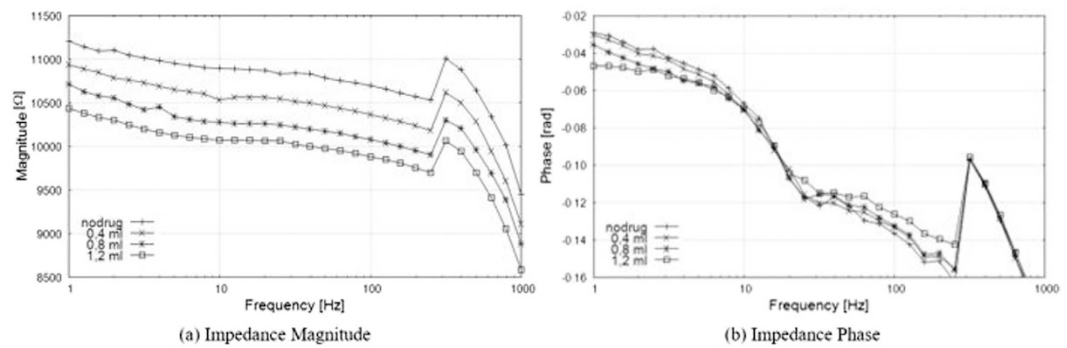 11500
11000
10500
10000
9500
9000
8500
Magnitude [Ω]
nodrug
0,4 ml
0,8 ml
1,2 ml
1 10 100 1000
Frequency [Hz]
(a) Impedance Magnitude
-0.02
-0.04
-0.06
-0.08
-0.10
-0.12
-0.14
-0.16
Phase [rad]
nodrug
0,4 ml
0,8 ml
1,2 ml
1 10 100 1000
Frequency [Hz]
(b) Impedance Phase